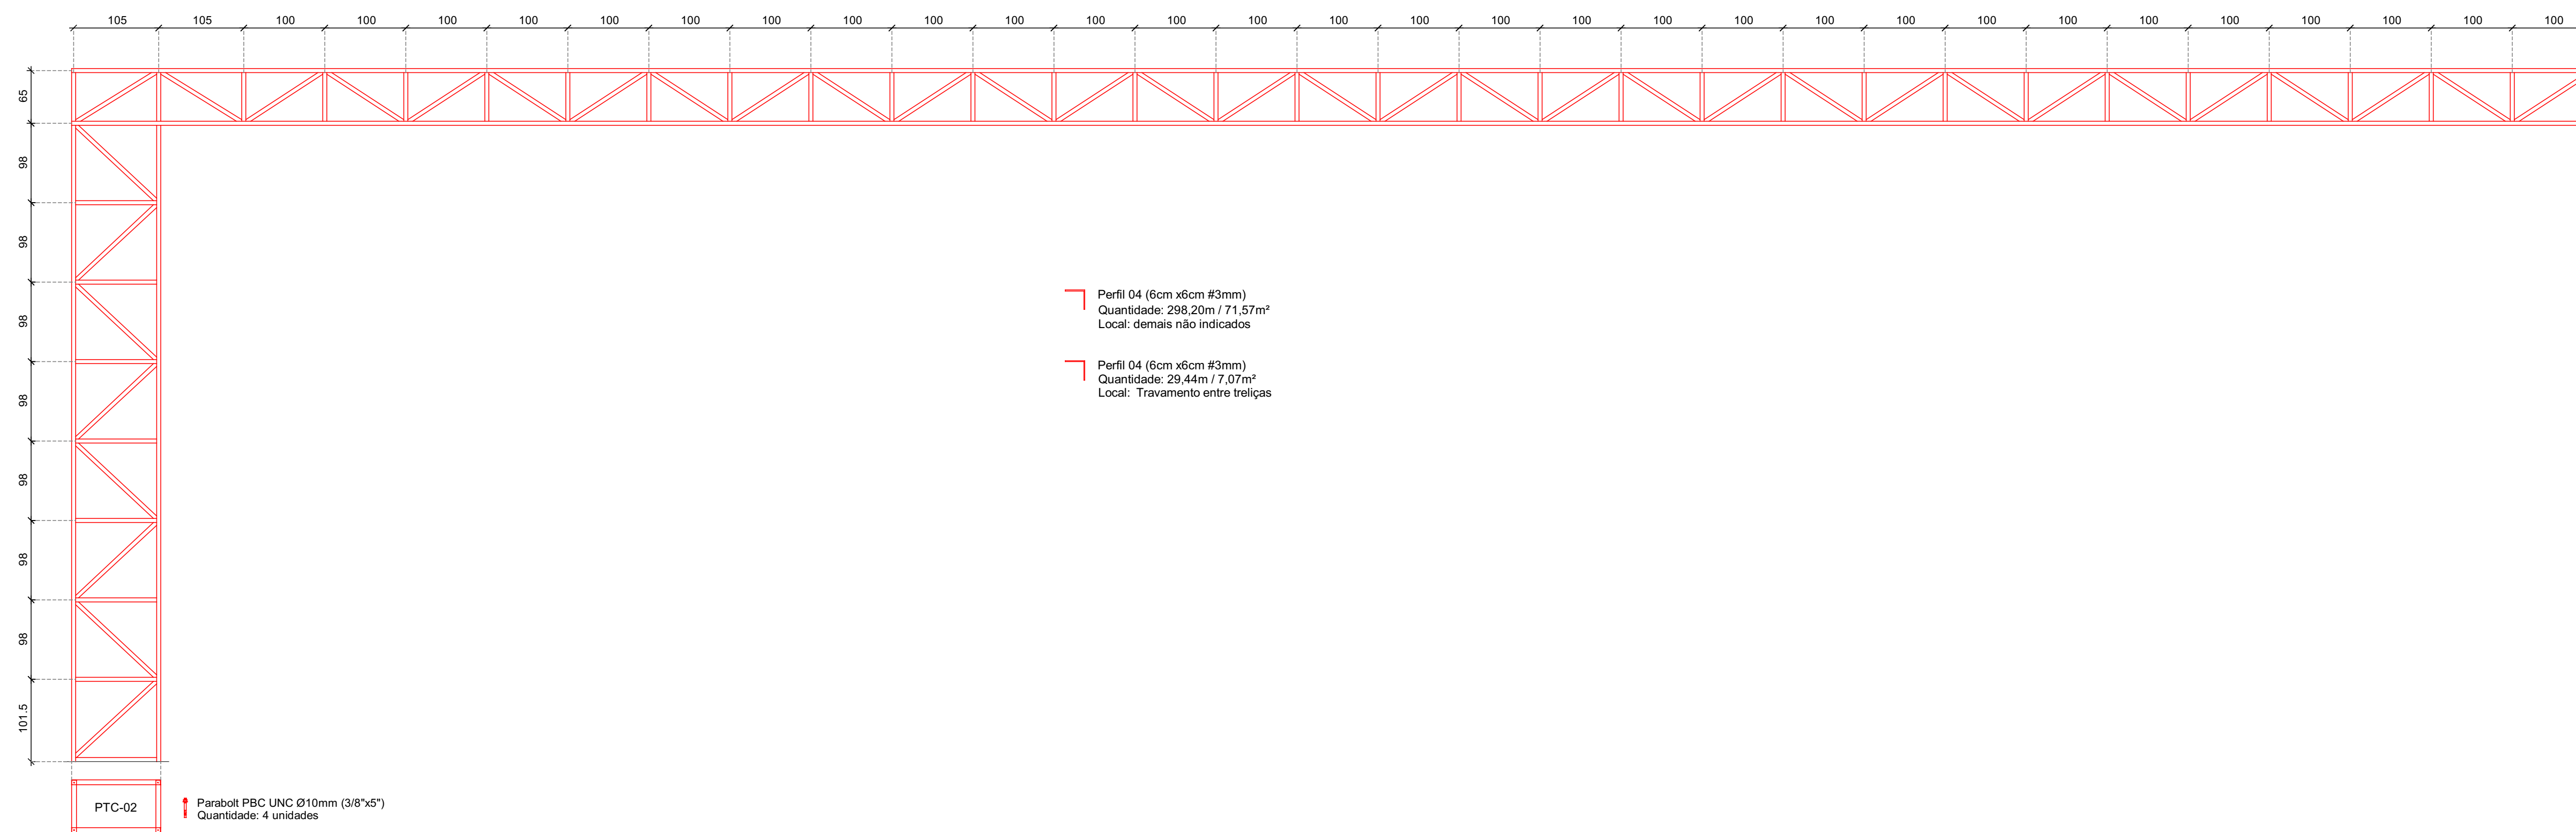 105 105 100 100 100 100 100 100 100 100 100 100 100 100 100 100 100 100 100 100 100 100 100 100 100 100 100 100 100 100 100
65
98
98
98
98
98
98
98
101.5
Perfil 04 (6cm x6cm #3mm)
Quantidade: 298,20m / 71,57m²
Local: demais não indicados
Perfil 04 (6cm x6cm #3mm)
Quantidade: 29,44m / 7,07m²
Local: Travamento entre treliças
PTC-02
Parabolt PBC UNC Ø10mm (3/8"x5")
Quantidade: 4 unidades